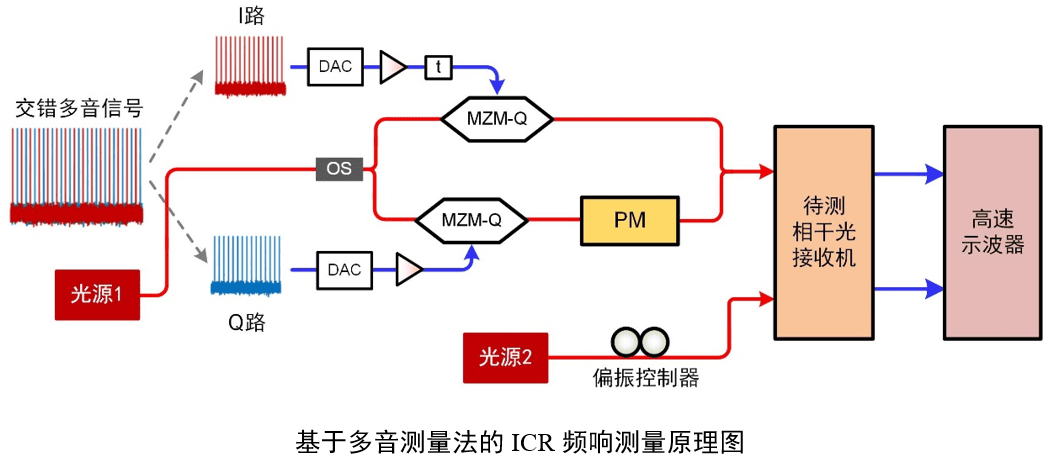 I路
DAC
t
交错多音信号
MZM-Q
OS
MZM-Q
PM
待测
相干光
接收机
高速
示波器
DAC
光源1
Q路
光源2
偏振控制器
基于多音测量法的 ICR 频响测量原理图